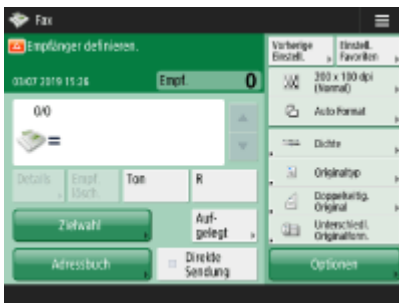 Fax
Empfänger definieren.
03/07 2019 15:26
Empf. 0
0/0
=
Details
Empf. lösch.
Ton
R
Zielwahl
Auf-
gelegt
Adressbuch
Direkte
Sendung
Vorherige
Einstell.
Einstell.
Favoriten
200 x 100 dpi
(Normal)
Auto Format
Dichte
Originaltyp
Doppelseitig.
Original
Unterschiedl.
Originalform.
Optionen